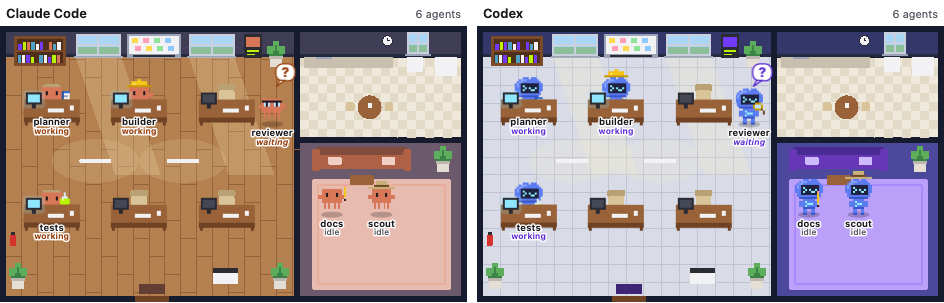 Claude Code
6 agents
?
planner
working
builder
working
reviewer
waiting
tests
working
docs
idle
scout
idle
Codex
6 agents
?
planner
working
builder
working
reviewer
waiting
tests
working
docs
idle
scout
idle